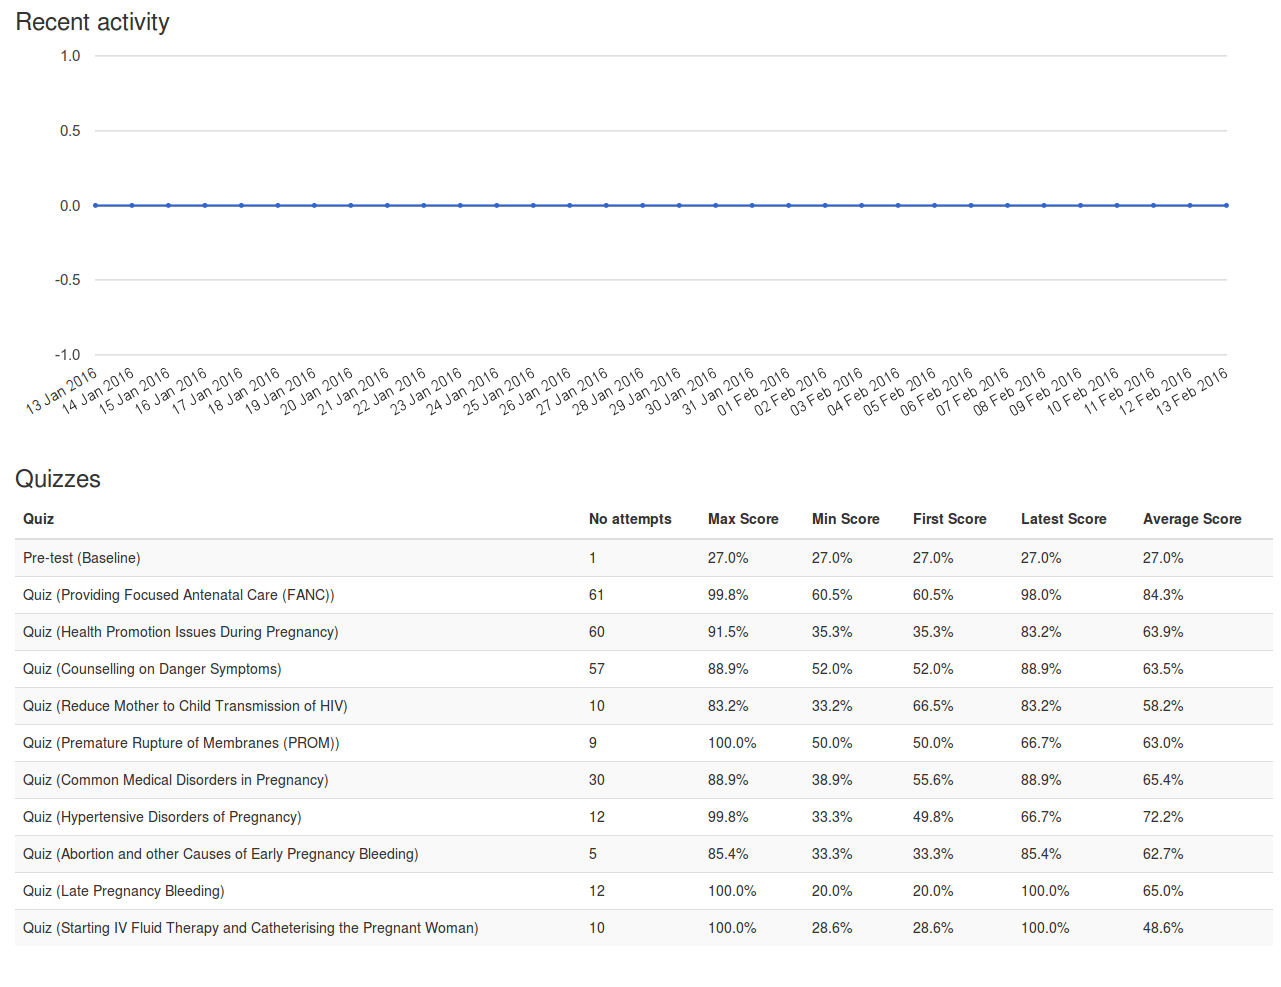 Recent activity
1.0
0.5
0.0
-0.5
-1.0
13 Jan 2016 14 Jan 2016 15 Jan 2016 16 Jan 2016 17 Jan 2016 18 Jan 2016 19 Jan 2016 20 Jan 2016 21 Jan 2016 22 Jan 2016 23 Jan 2016 24 Jan 2016 25 Jan 2016 26 Jan 2016 27 Jan 2016 28 Jan 2016 29 Jan 2016 30 Jan 2016 31 Jan 2016 01 Feb 2016 02 Feb 2016 03 Feb 2016 04 Feb 2016 05 Feb 2016 06 Feb 2016 07 Feb 2016 08 Feb 2016 09 Feb 2016 10 Feb 2016 11 Feb 2016 12 Feb 2016 13 Feb 2016
Quizzes
Quiz No attempts Max Score Min Score First Score Latest Score Average Score
Pre-test (Baseline) 1 27.0% 27.0% 27.0% 27.0% 27.0%
Quiz (Providing Focused Antenatal Care (FANC)) 61 99.8% 60.5% 60.5% 98.0% 84.3%
Quiz (Health Promotion Issues During Pregnancy) 60 91.5% 35.3% 35.3% 83.2% 63.9%
Quiz (Counselling on Danger Symptoms) 57 88.9% 52.0% 52.0% 88.9% 63.5%
Quiz (Reduce Mother to Child Transmission of HIV) 10 83.2% 33.2% 66.5% 83.2% 58.2%
Quiz (Premature Rupture of Membranes (PROM)) 9 100.0% 50.0% 50.0% 66.7% 63.0%
Quiz (Common Medical Disorders in Pregnancy) 30 88.9% 38.9% 55.6% 88.9% 65.4%
Quiz (Hypertensive Disorders of Pregnancy) 12 99.8% 33.3% 49.8% 66.7% 72.2%
Quiz (Abortion and other Causes of Early Pregnancy Bleeding) 5 85.4% 33.3% 33.3% 85.4% 62.7%
Quiz (Late Pregnancy Bleeding) 12 100.0% 20.0% 20.0% 100.0% 65.0%
Quiz (Starting IV Fluid Therapy and Catheterising the Pregnant Woman) 10 100.0% 28.6% 28.6% 100.0% 48.6%